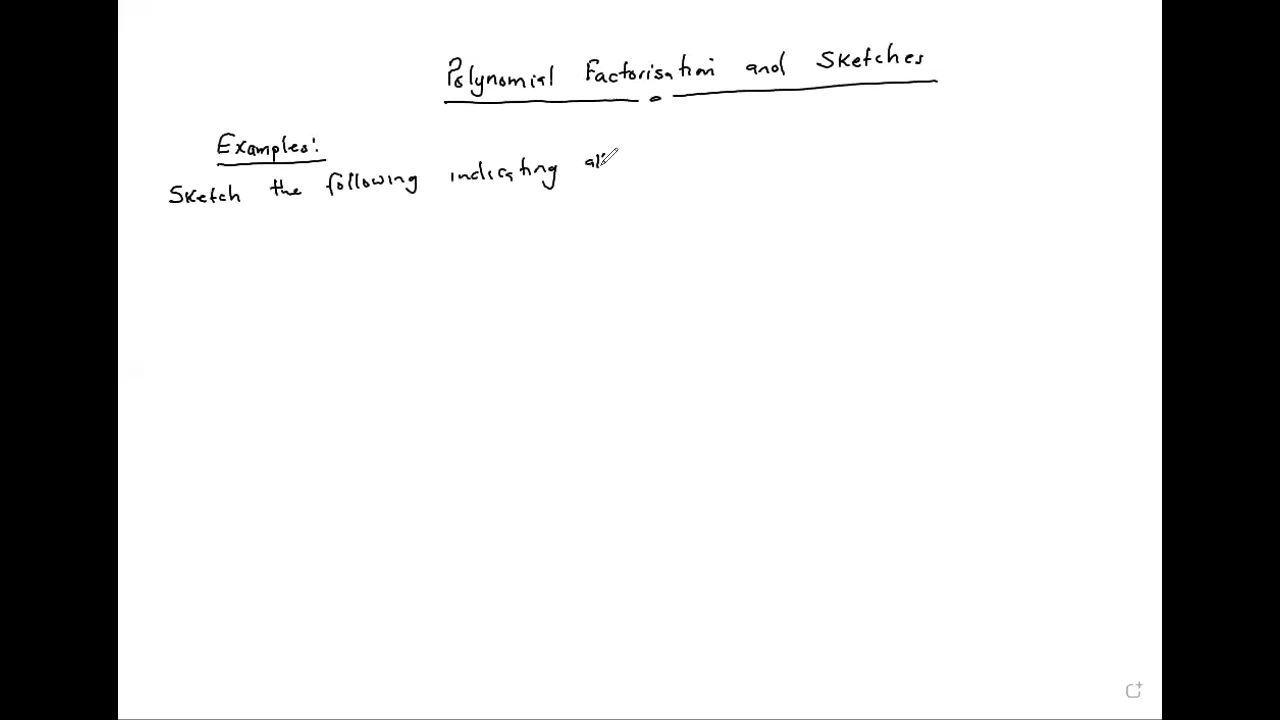 Polynomial Factorisation and Sketches
Examples:
Sketch the following indicating